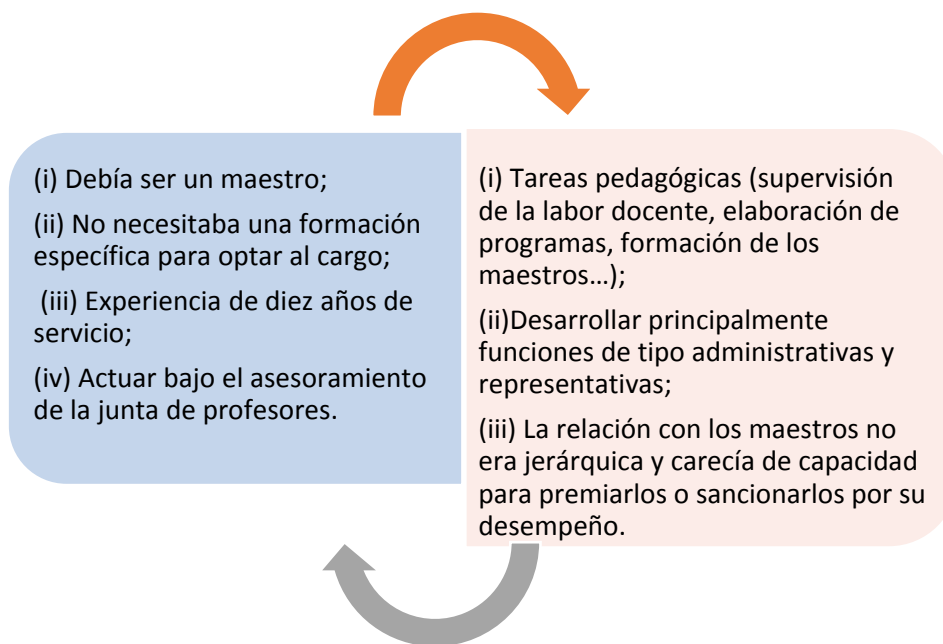 (i) Debía ser un maestro;
(ii) No necesitaba una formación
específica para optar al cargo;
(iii) Experiencia de diez años de
servicio;
(iv) Actuar bajo el asesoramiento
de la junta de profesores.
(i) Tareas pedagógicas (supervisión
de la labor docente, elaboración de
programas, formación de los
maestros…);
(ii)Desarrollar principalmente
funciones de tipo administrativas y
representativas;
(iii) La relación con los maestros no
era jerárquica y carecía de capacidad
para premiarlos o sancionarlos por su
desempeño.